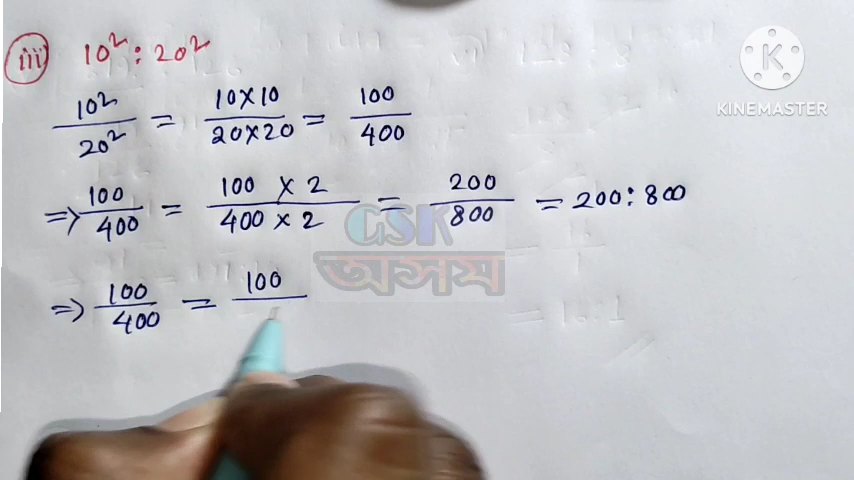 iii 10² : 20²
KINEMASTER
10²/20² = 10×10/20×20 = 100/400
=> 100/400 = 100 × 2/400 × 2 = 200/800 = 200 : 800
GSK
অসম
=> 100/400 = 100/